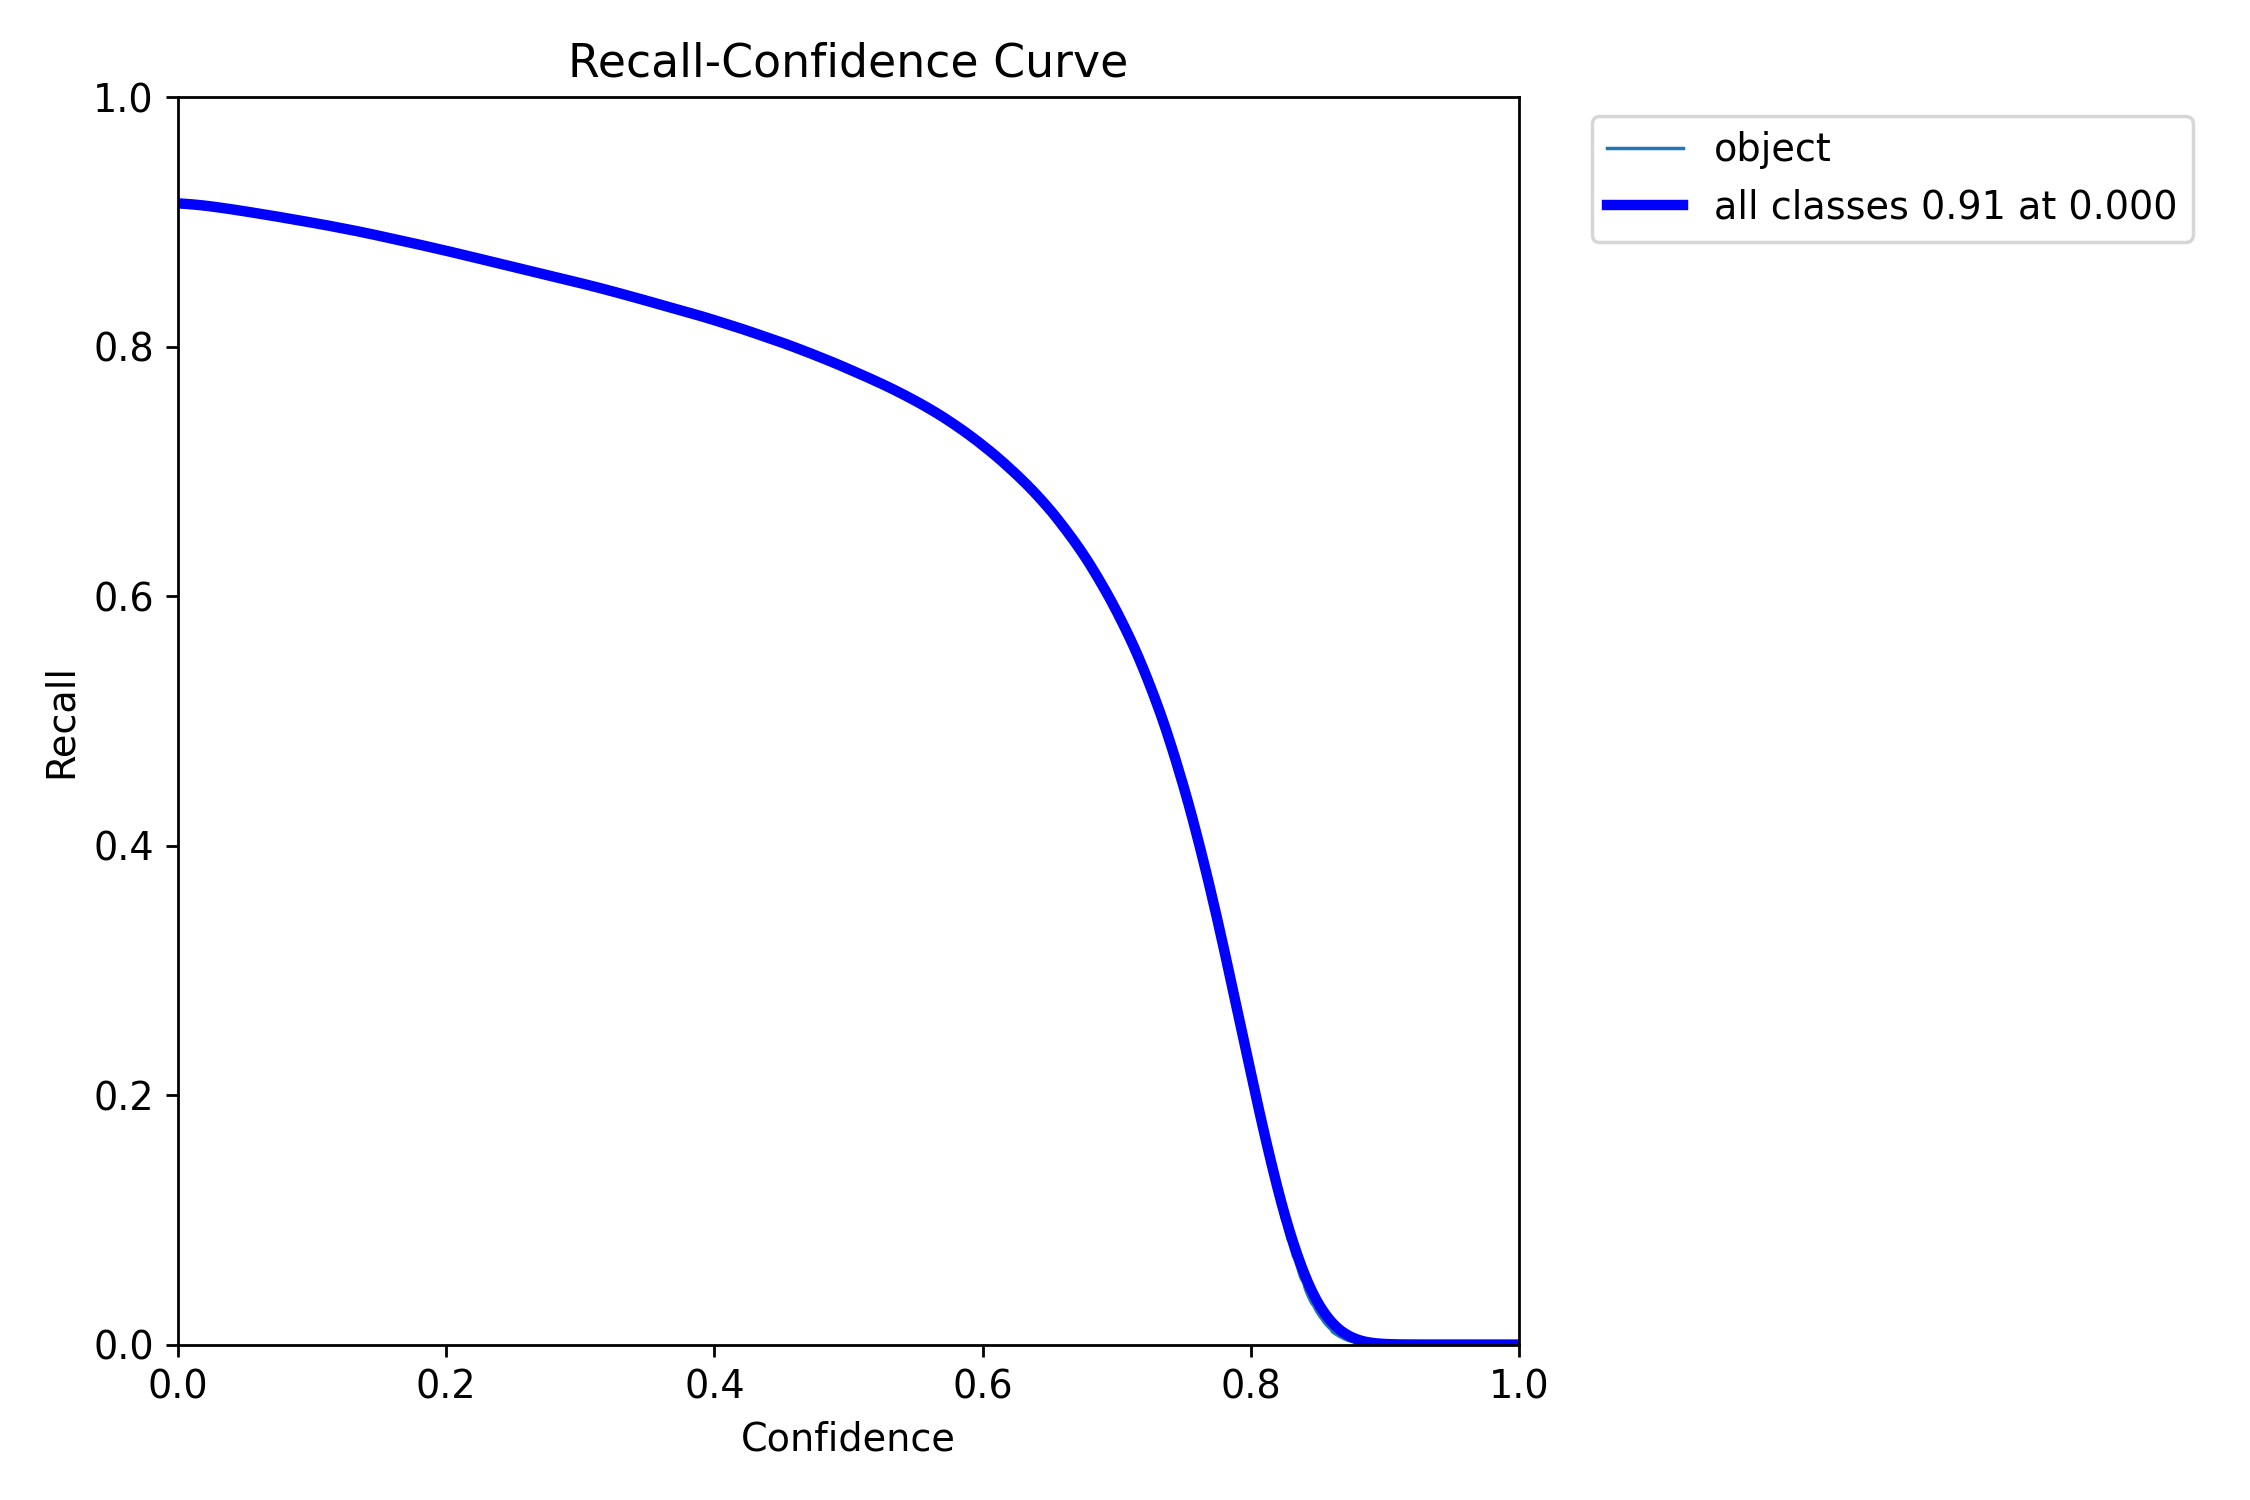 Recall-Confidence Curve
1.0
0.8
0.6
0.4
0.2
0.0
Recall
0.0 0.2 0.4 0.6 0.8 1.0
Confidence
object
all classes 0.91 at 0.000